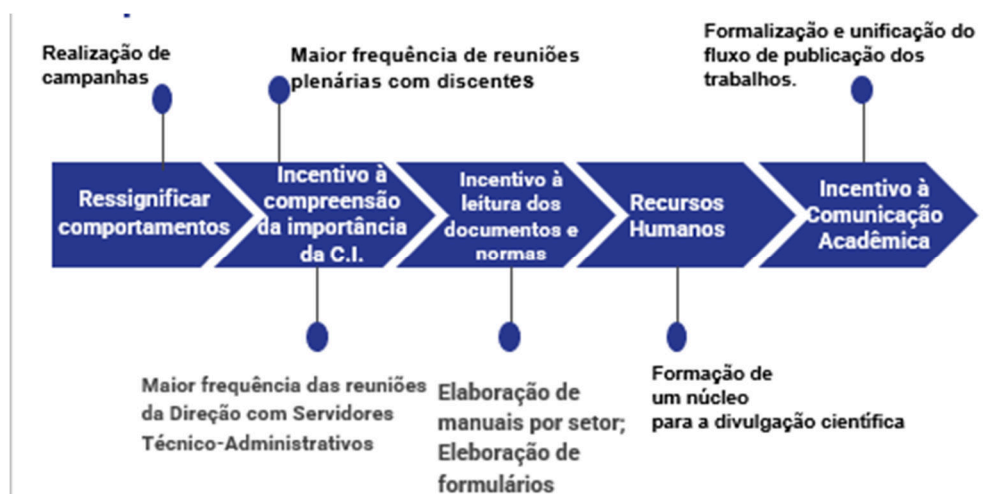 Realização de
campanhas
Maior frequência de reuniões
plenárias com discentes
Formalização e unificação do
fluxo de publicação dos
trabalhos.
Ressignificar
comportamentos
Incentivo à
compreensão
da importância
da C.I.
Incentivo à
leitura dos
documentos e
normas
Recursos
Humanos
Incentivo à
Comunicação
Acadêmica
Maior frequência das reuniões
da Direção com Servidores
Técnico-Administrativos
Elaboração de
manuais por setor;
Eleboração de
formulários
Formação de
um núcleo
para a divulgação científica